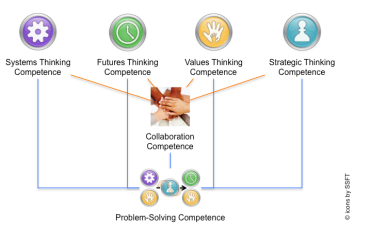 Systems Thinking Competence
Futures Thinking Competence
Values Thinking Competence
Strategic Thinking Competence
Collaboration
Competence
Problem-Solving Competence
© icons by SSFT